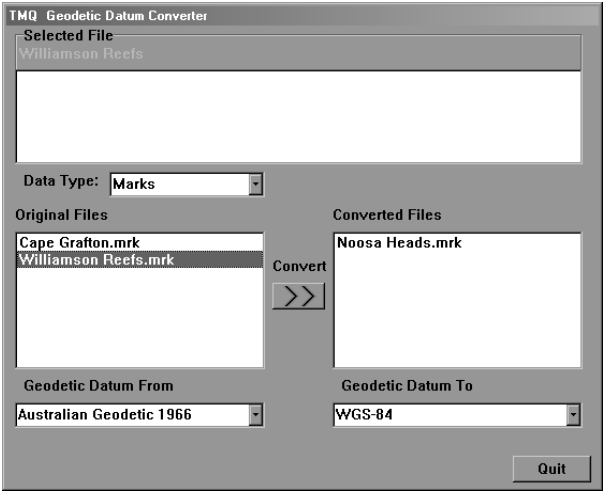 TMQ Geodetic Datum Converter
Selected File
Williamson Reefs
Data Type: Marks
Original Files
Cape Grafton.mrk
Williamson Reefs.mrk
Convert
>>
Converted Files
Noosa Heads.mrk
Geodetic Datum From
Australian Geodetic 1966
Geodetic Datum To
WGS-84
Quit